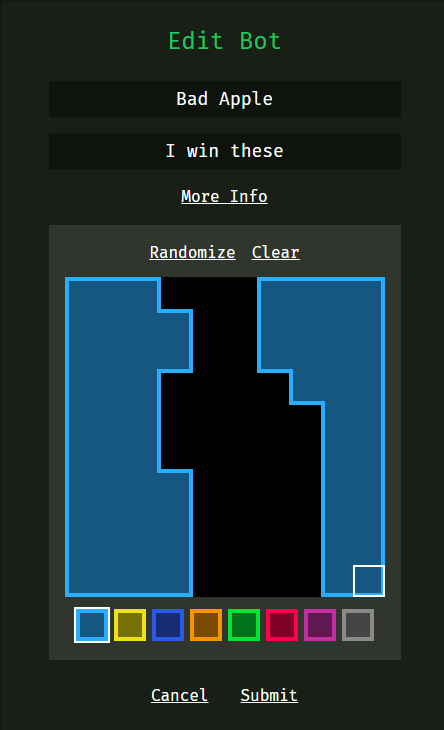 Edit Bot
Bad Apple
I win these
More Info
Randomize Clear
Cancel Submit